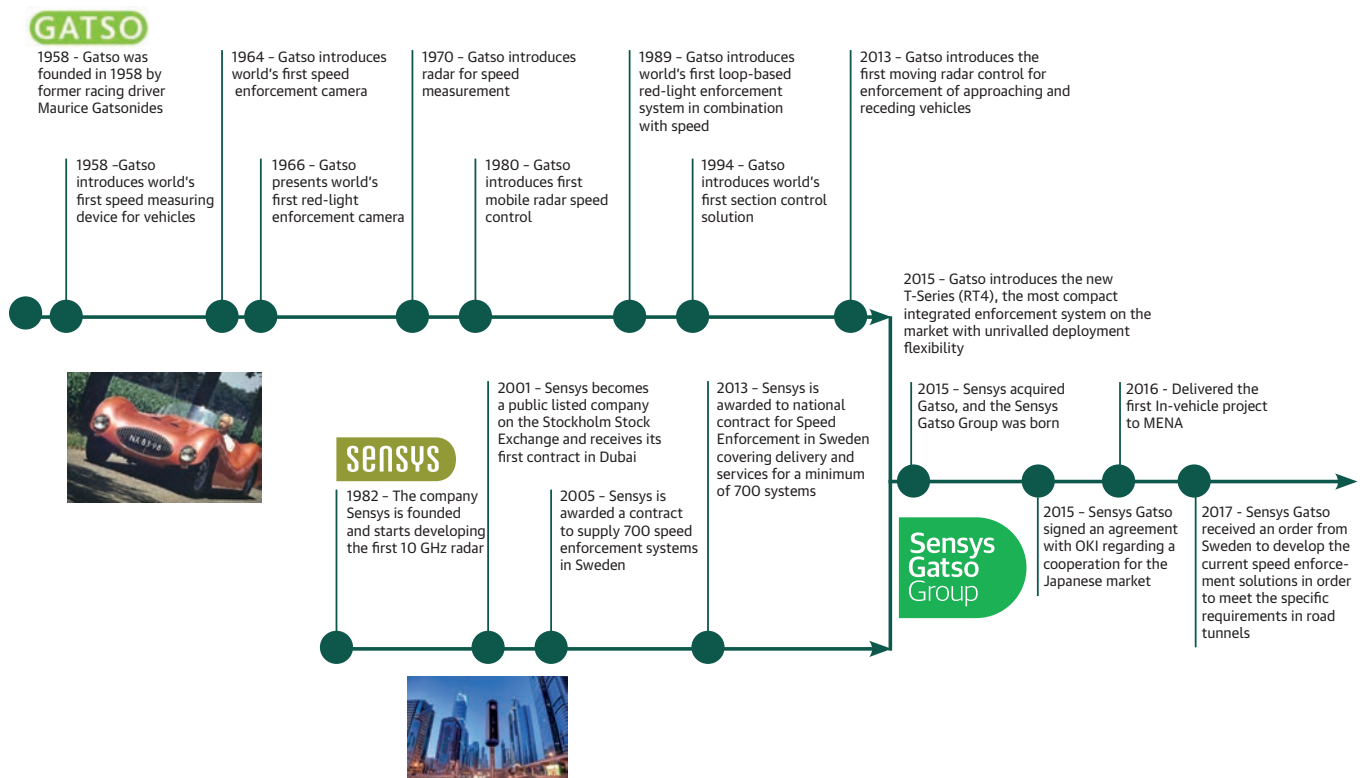 GATSO
1958 - Gatso was
founded in 1958 by
former racing driver
Maurice Gatsonides
1964 - Gatso introduces
world's first speed
enforcement camera
1970 - Gatso introduces
radar for speed
measurement
1989 - Gatso introduces
world's first loop-based
red-light enforcement
system in combination
with speed
2013 - Gatso introduces the
first moving radar control for
enforcement of approaching and
receding vehicles
1958 -Gatso
introduces world's
first speed measuring
device for vehicles
1966 - Gatso
presents world's
first red-light
enforcement camera
1980 - Gatso
introduces first
mobile radar speed
control
1994 - Gatso
introduces world's
first section control
solution
2015 - Gatso introduces the new
T-Series (RT4), the most compact
integrated enforcement system on the
market with unrivalled deployment
flexibility
NX-87-98
sensys
1982 - The company
Sensys is founded
and starts developing
the first 10 GHz radar
2001 - Sensys becomes
a public listed company
on the Stockholm Stock
Exchange and receives its
first contract in Dubai
2005 - Sensys is
awarded a contract
to supply 700 speed
enforcement systems
in Sweden
2013 - Sensys is
awarded to national
contract for Speed
Enforcement in Sweden
covering delivery and
services for a minimum
of 700 systems
2015 - Sensys acquired
Gatso, and the Sensys
Gatso Group was born
2016 - Delivered the
first In-vehicle project
to MENA
Sensys
Gatso
Group
2015 - Sensys Gatso
signed an agreement
with OKI regarding a
cooperation for the
Japanese market
2017 - Sensys Gatso
received an order from
Sweden to develop the
current speed enforce-
ment solutions in order
to meet the specific
requirements in road
tunnels